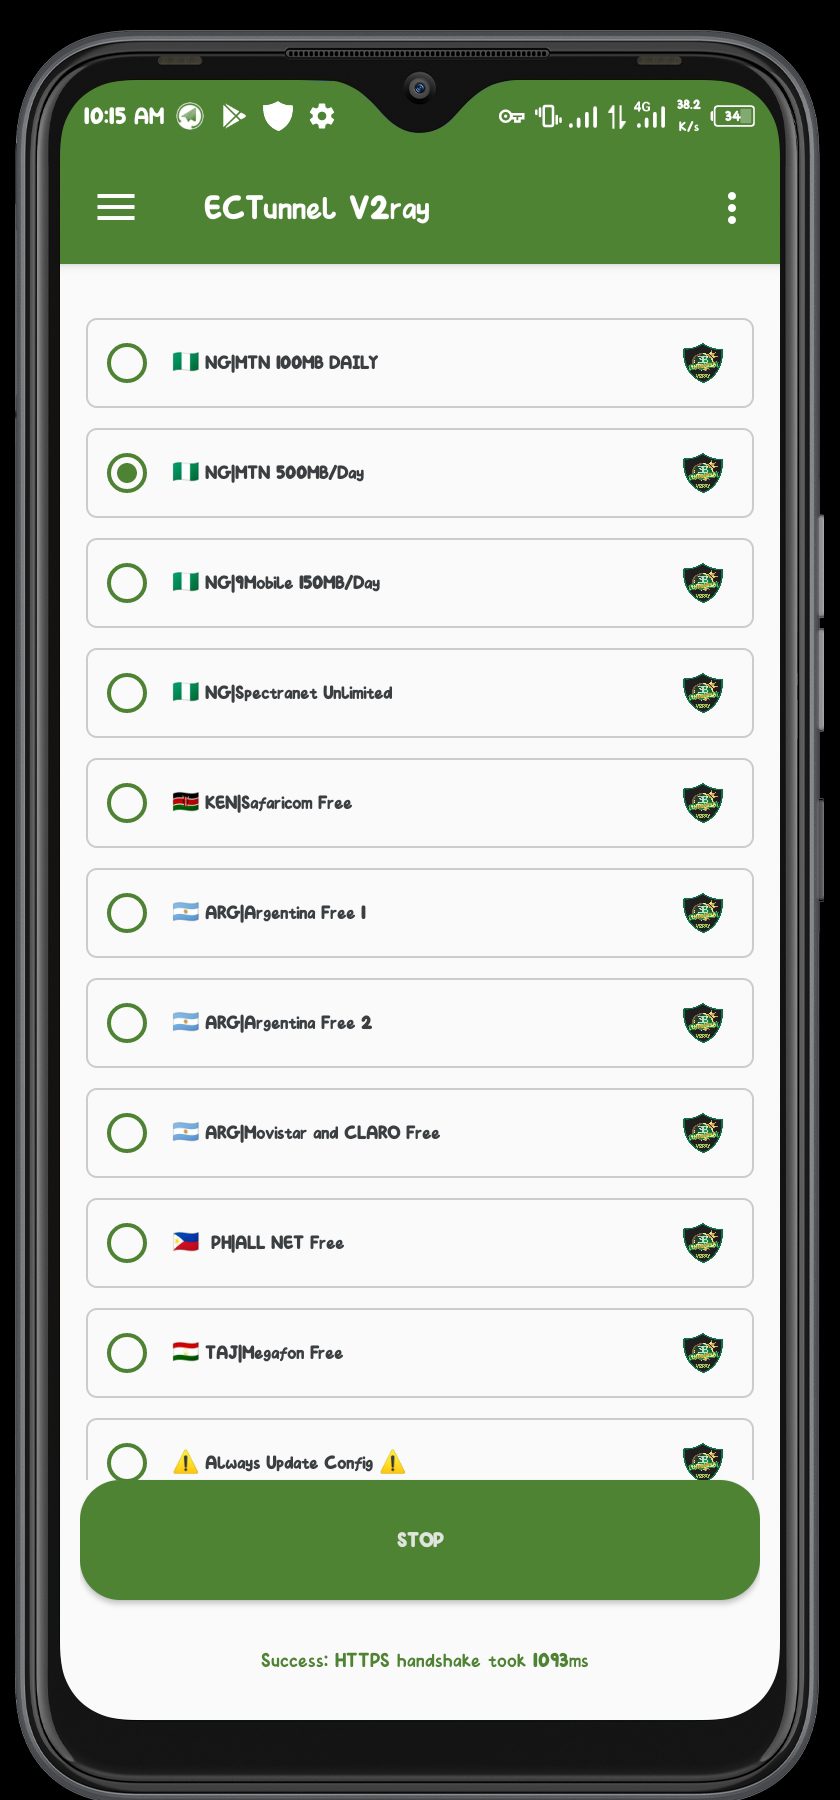 10:15 AM
4G
38.2
K/s
34
ECTunnel V2ray
NG|MTN 100MB DAILY
NG|MTN 500MB/Day
NG|9Mobile 150MB/Day
NG|Spectranet Unlimited
KEN|Safaricom Free
ARG|Argentina Free 1
ARG|Argentina Free 2
ARG|Movistar and CLARO Free
PH|ALL NET Free
TAJ|Megafon Free
⚠️ Always Update Config ⚠️
STOP
Success: HTTPS handshake took 1093ms